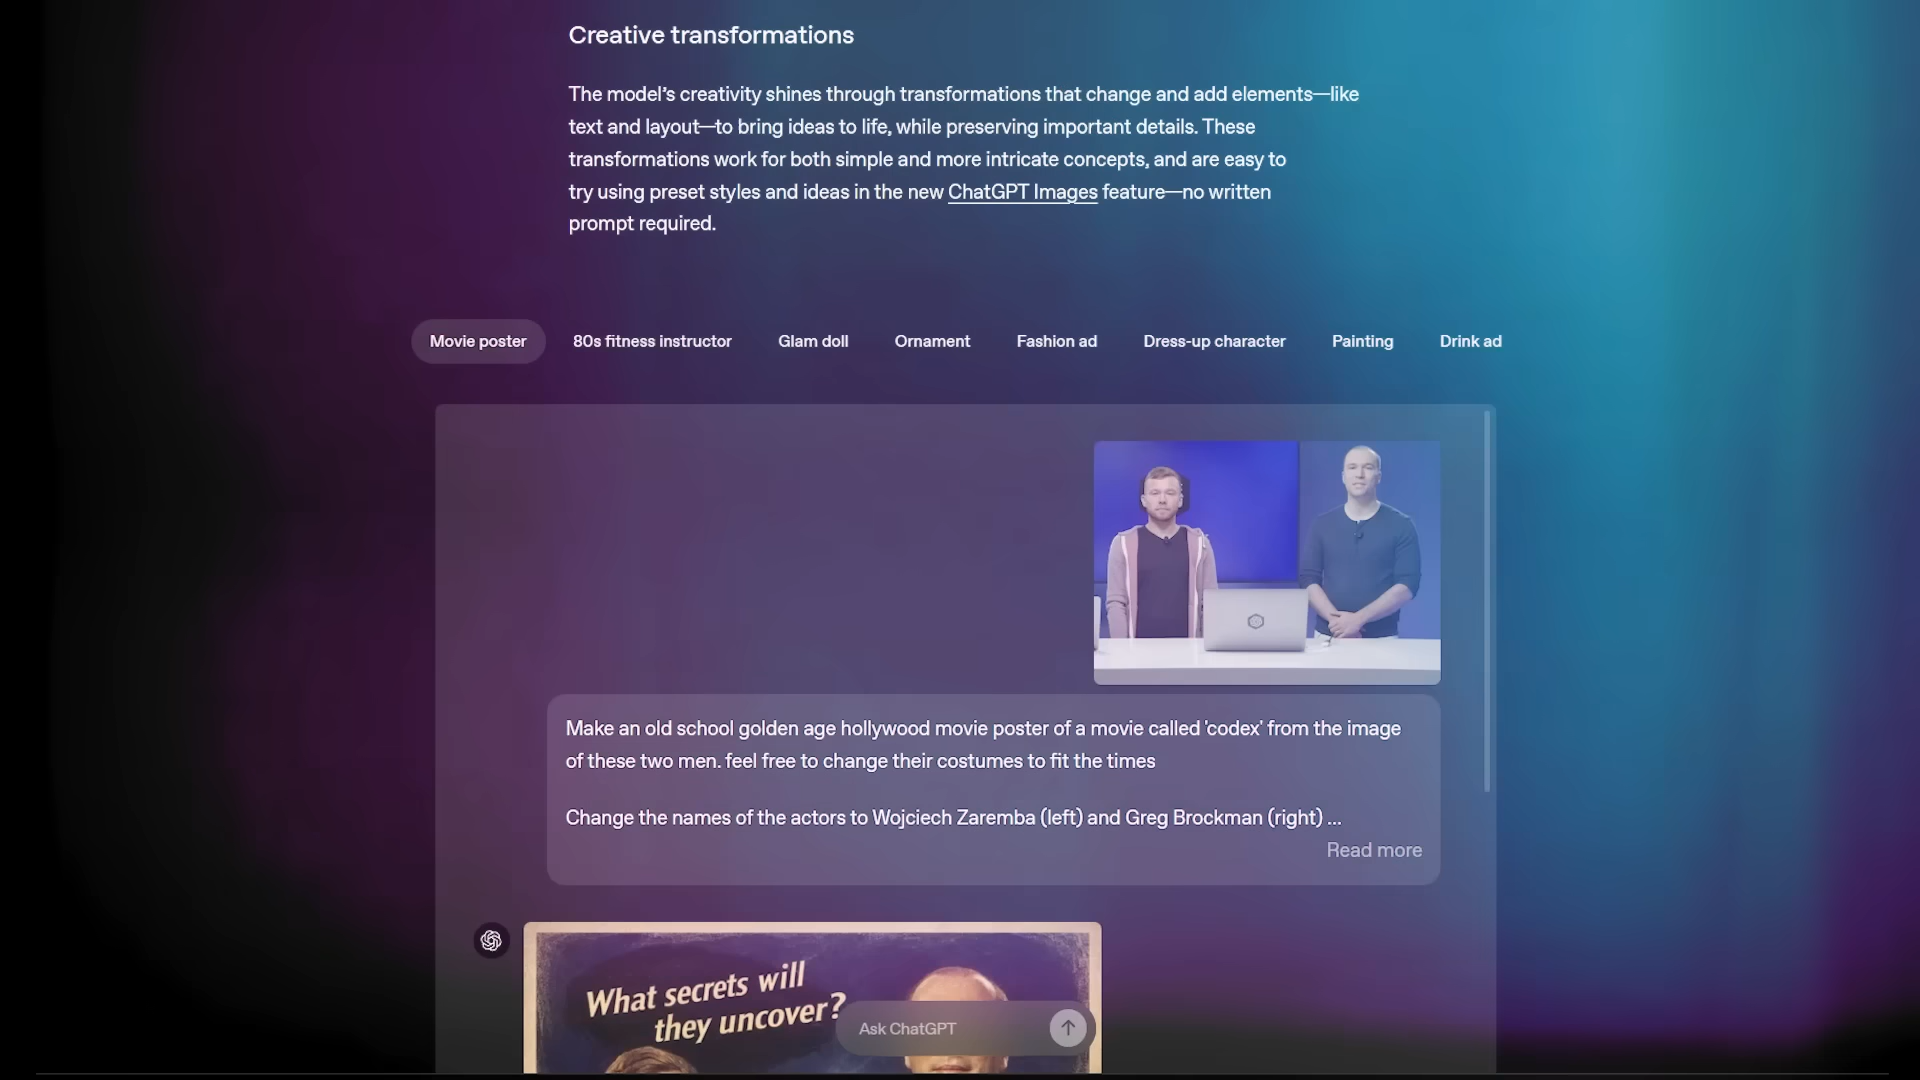 Creative transformations
The model's creativity shines through transformations that change and add elements—like
text and layout—to bring ideas to life, while preserving important details. These
transformations work for both simple and more intricate concepts, and are easy to
try using preset styles and ideas in the new ChatGPT Images feature—no written
prompt required.
Movie poster 80s fitness instructor Glam doll Ornament Fashion ad Dress-up character Painting Drink ad
Make an old school golden age hollywood movie poster of a movie called 'codex' from the image
of these two men. feel free to change their costumes to fit the times
Change the names of the actors to Wojciech Zaremba (left) and Greg Brockman (right) ...
Read more
What secrets will
they uncover?
Ask ChatGPT